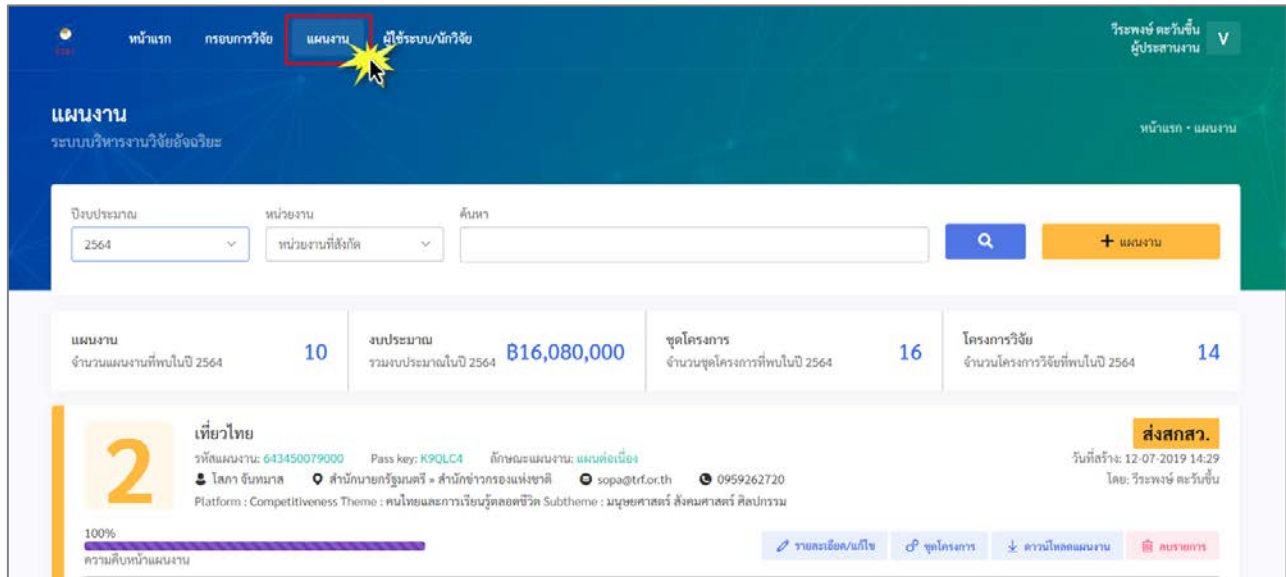 หน้าแรก กรอบการวิจัย แผนงาน ผู้ใช้ระบบ/นักวิจัย วีระพงษ์ ตะวันขึ้น V
ผู้ประสานงาน
แผนงาน
หน้าแรก • แผนงาน
ระบบบริหารงานวิจัยอัจฉริยะ
ปีงบประมาณ หน่วยงาน ค้นหา
2564 หน่วยงานที่สังกัด + แผนงาน
แผนงาน งบประมาณ ชุดโครงการ โครงการวิจัย
จำนวนแผนงานที่พบในปี 2564 10 รวมงบประมาณในปี 2564 ฿16,080,000 จำนวนชุดโครงการที่พบในปี 2564 16 จำนวนโครงการวิจัยที่พบในปี 2564 14
2
เที่ยวไทย ส่งสกสว.
รหัสแผนงาน: 643450079000 Pass key: K9QLC4 ลักษณะแผนงาน: แผนต่อเนื่อง วันที่สร้าง: 12-07-2019 14:29
โสภา จันทมาส สำนักนายกรัฐมนตรี » สำนักข่าวกรองแห่งชาติ sopa@trf.or.th 0959262720 โดย: วีระพงษ์ ตะวันขึ้น
Platform : Competitiveness Theme : คนไทยและการเรียนรู้ตลอดชีวิต Subtheme : มนุษยศาสตร์ สังคมศาสตร์ ศิลปกรรม
100%
รายละเอียด/แก้ไข ชุดโครงการ ดาวน์โหลดแผนงาน ลบรายการ
ความคืบหน้าแผนงาน